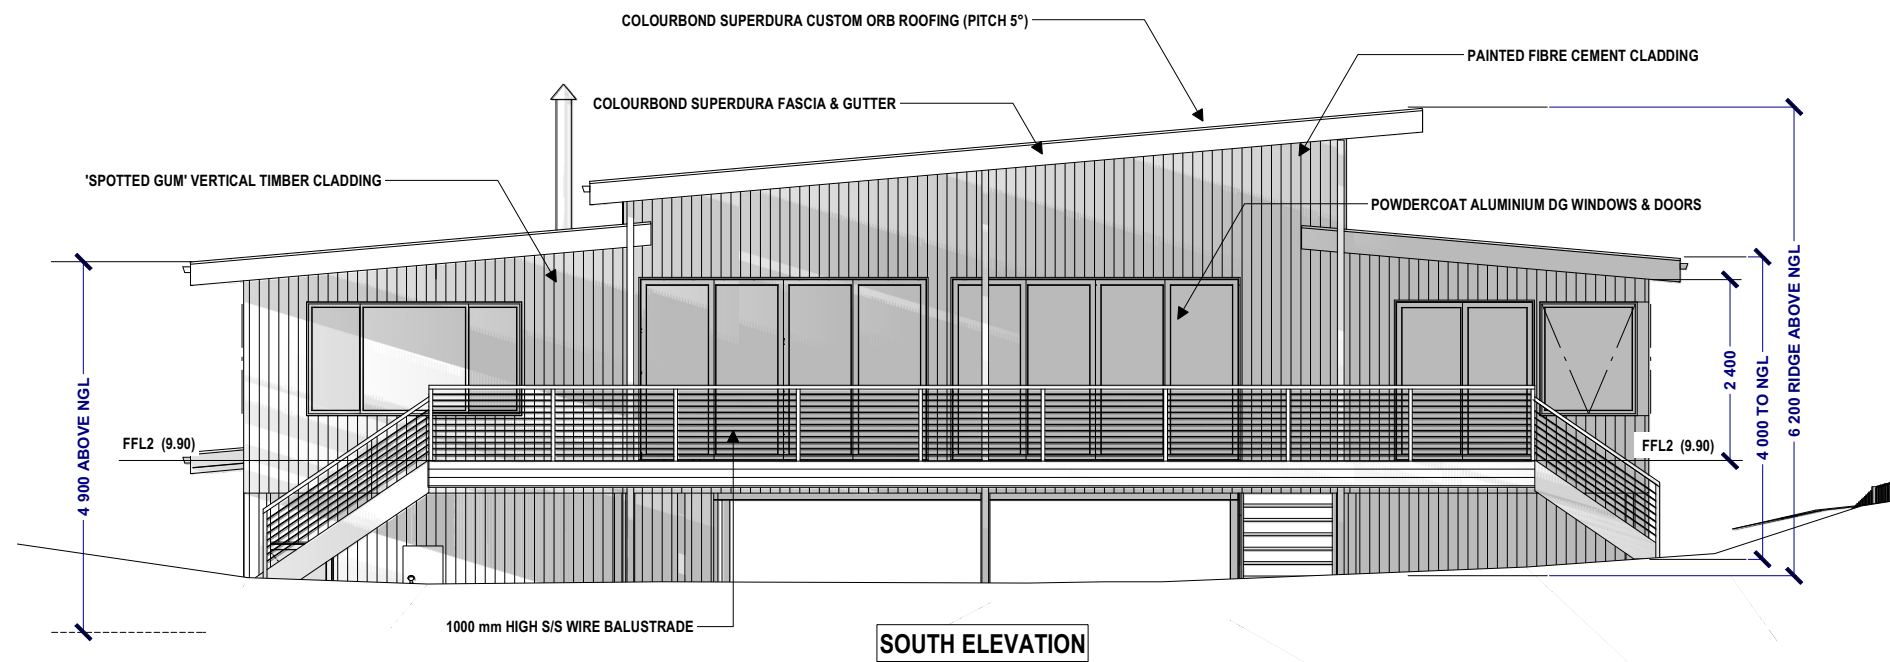 COLOURBOND SUPERDURA CUSTOM ORB ROOFING (PITCH 5°)
PAINTED FIBRE CEMENT CLADDING
COLOURBOND SUPERDURA FASCIA & GUTTER
'SPOTTED GUM' VERTICAL TIMBER CLADDING
POWDERCOAT ALUMINIUM DG WINDOWS & DOORS
4 900 ABOVE NGL
FFL2 (9.90)
FFL2 (9.90)
2 400
4 000 TO NGL
6 200 RIDGE ABOVE NGL
1000 mm HIGH S/S WIRE BALUSTRADE
SOUTH ELEVATION